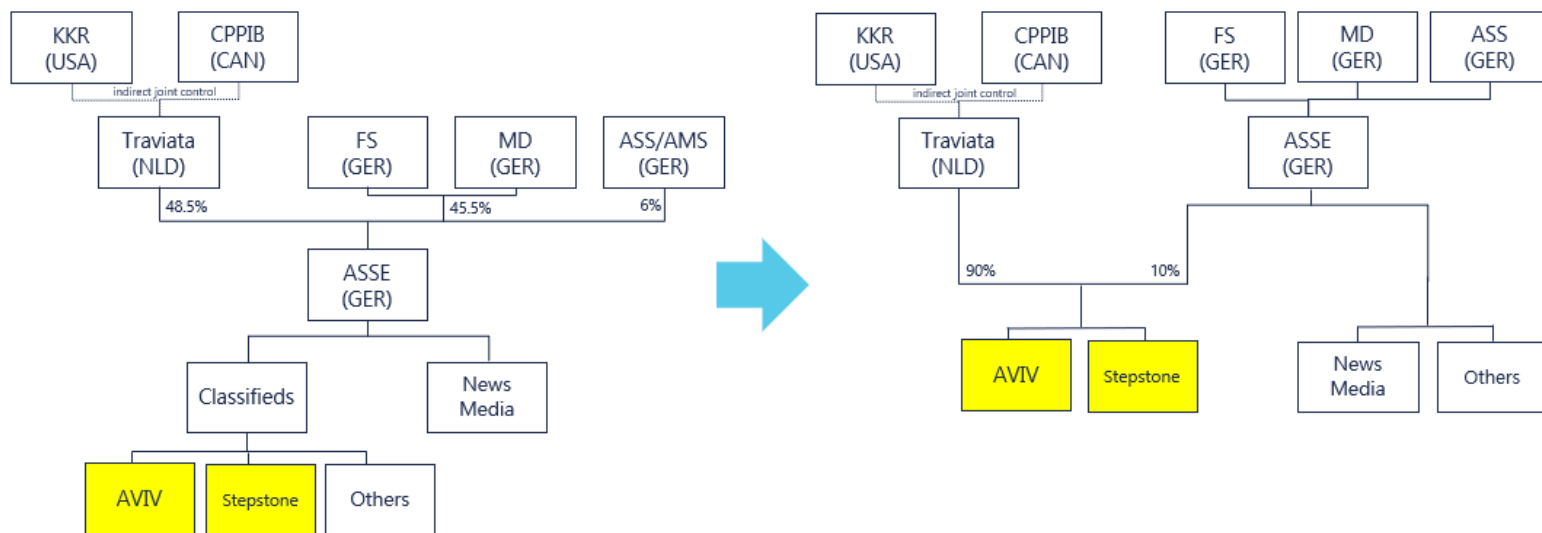 KKR
(USA)
CPPIB
(CAN)
indirect joint control
Traviata
(NLD)
FS
(GER)
MD
(GER)
ASS/AMS
(GER)
48.5%
45.5%
6%
ASSE
(GER)
Classifieds
News
Media
AVIV
Stepstone
Others
KKR
(USA)
CPPIB
(CAN)
indirect joint control
FS
(GER)
MD
(GER)
ASS
(GER)
Traviata
(NLD)
ASSE
(GER)
90%
10%
AVIV
Stepstone
News
Media
Others